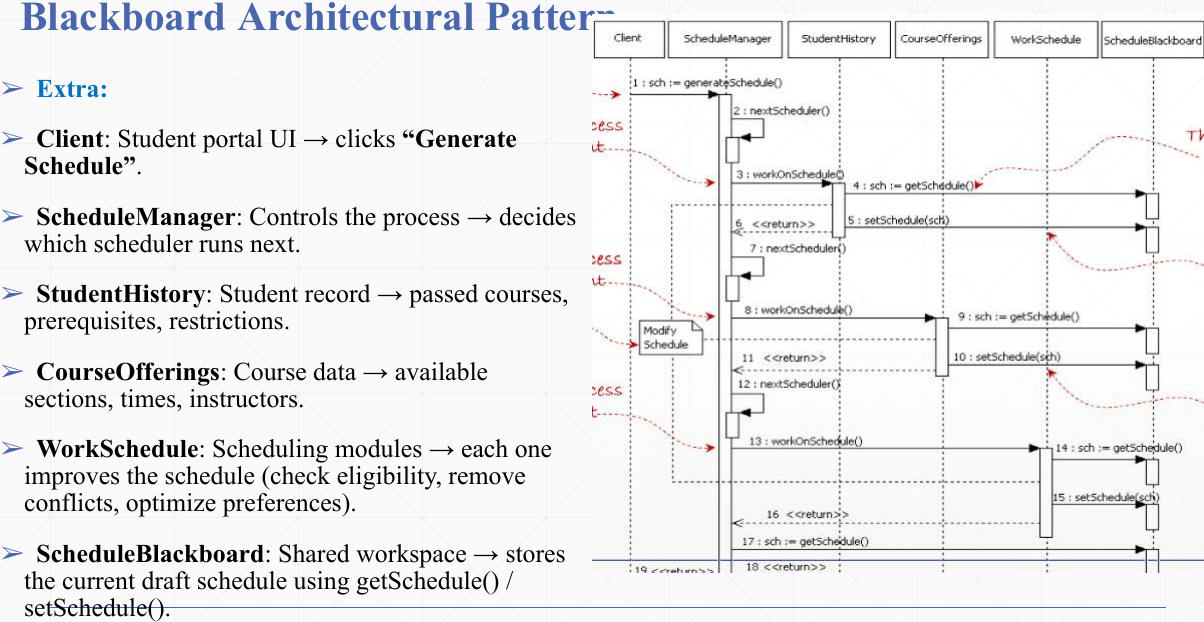 Blackboard Architectural Pattern
➢ Extra:
➢ Client: Student portal UI → clicks “Generate
Schedule”.
➢ ScheduleManager: Controls the process → decides
which scheduler runs next.
➢ StudentHistory: Student record → passed courses,
prerequisites, restrictions.
➢ CourseOfferings: Course data → available
sections, times, instructors.
➢ WorkSchedule: Scheduling modules → each one
improves the schedule (check eligibility, remove
conflicts, optimize preferences).
➢ ScheduleBlackboard: Shared workspace → stores
the current draft schedule using getSchedule() /
setSchedule().
Client
ScheduleManager
StudentHistory
CourseOfferings
WorkSchedule
ScheduleBlackboard
1 : sch := generateSchedule()
2 : nextScheduler()
3 : workOnSchedule()
4 : sch := getSchedule()
5 : setSchedule(sch)
6 <<return>>
7 : nextScheduler()
8 : workOnSchedule()
9 : sch := getSchedule()
Modify
Schedule
10 : setSchedule(sch)
11 <<return>>
12 : nextScheduler()
13 : workOnSchedule()
14 : sch := getSchedule()
15 : setSchedule(sch)
16 <<return>>
17 : sch := getSchedule()
18 <<return>>
19 <<return>>